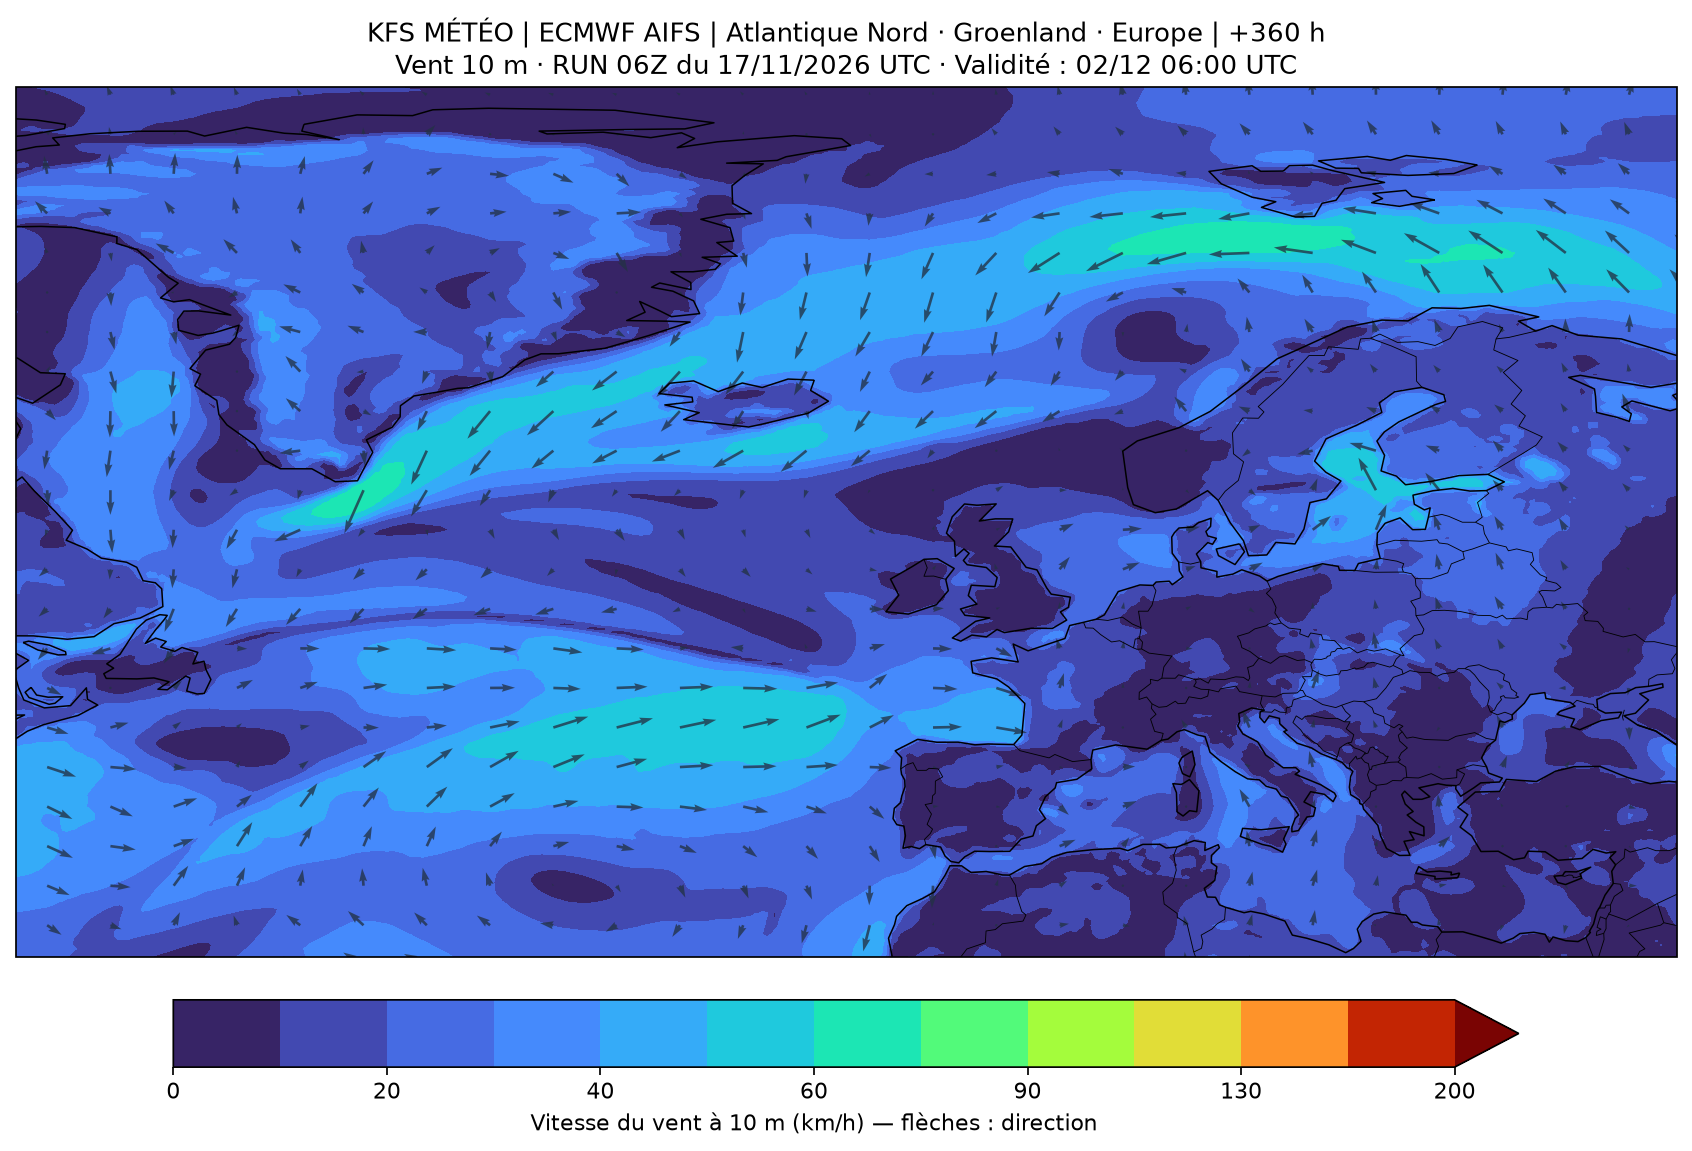 KFS MÉTÉO | ECMWF AIFS | Atlantique Nord · Groenland · Europe | +360 h
Vent 10 m · RUN 06Z du 17/11/2026 UTC · Validité : 02/12 06:00 UTC
0 20 40 60 90 130 200
Vitesse du vent à 10 m (km/h) — flèches : direction